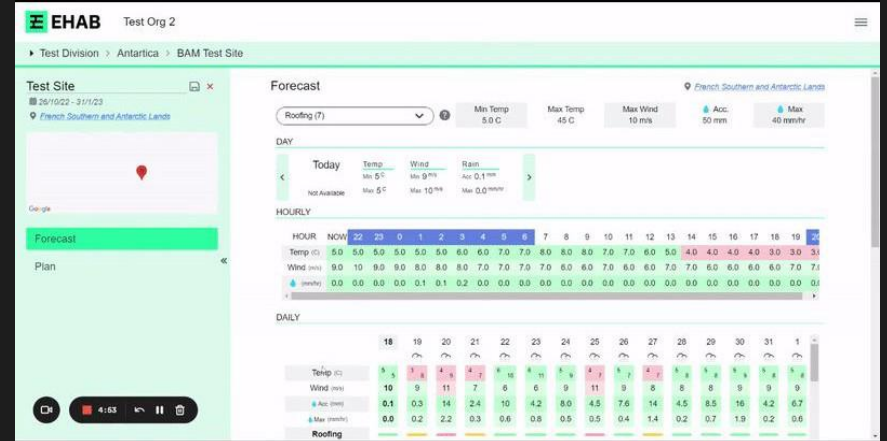 EHAB Test Org 2
Test Division > Antartica > BAM Test Site
Test Site
26/10/22 - 31/1/23
French Southern and Antarctic Lands
Google
Forecast
Plan
4:53
Forecast
French Southern and Antarctic Lands
Roofing (7)
Min Temp Max Temp Max Wind Acc. Max
5.0 C 45 C 10 m/s 50 mm 40 mm/hr
DAY
Today Temp Wind Rain
Min 5 C Min 9 m/s Acc 0.1 mm
Not Available Max 5 C Max 10 m/s Max 0.0 mm/hr
HOURLY
HOUR NOW 22 23 0 1 2 3 4 5 6 7 8 9 10 11 12 13 14 15 16 17 18 19 20
Temp (C) 5.0 5.0 5.0 5.0 5.0 5.0 6.0 6.0 7.0 7.0 8.0 8.0 8.0 7.0 7.0 6.0 5.0 4.0 4.0 4.0 4.0 3.0 3.0
Wind (m/s) 9.0 10 9.0 9.0 8.0 8.0 8.0 7.0 7.0 7.0 7.0 6.0 6.0 7.0 6.0 6.0 7.0 7.0 6.0 6.0 6.0 6.0 7.0
(mm/hr) 0.0 0.0 0.0 0.0 0.1 0.1 0.2 0.0 0.0 0.0 0.0 0.0 0.0 0.0 0.0 0.0 0.0 0.0 0.0 0.0 0.0 0.0 0.0
DAILY
18 19 20 21 22 23 24 25 26 27 28 29 30 31 1
Temp (C)
Wind (m/s) 10 9 11 7 6 6 9 11 9 9 8 8 9 9 9
Acc (mm) 0.1 0.3 14 2.4 10 4.2 8.0 4.5 7.6 14 4.5 8.5 16 4.2 6.7
Max (mm/hr) 0.0 0.2 2.2 0.3 0.6 0.8 0.5 0.5 0.4 1.4 0.2 0.7 1.9 0.2 0.6
Roofing